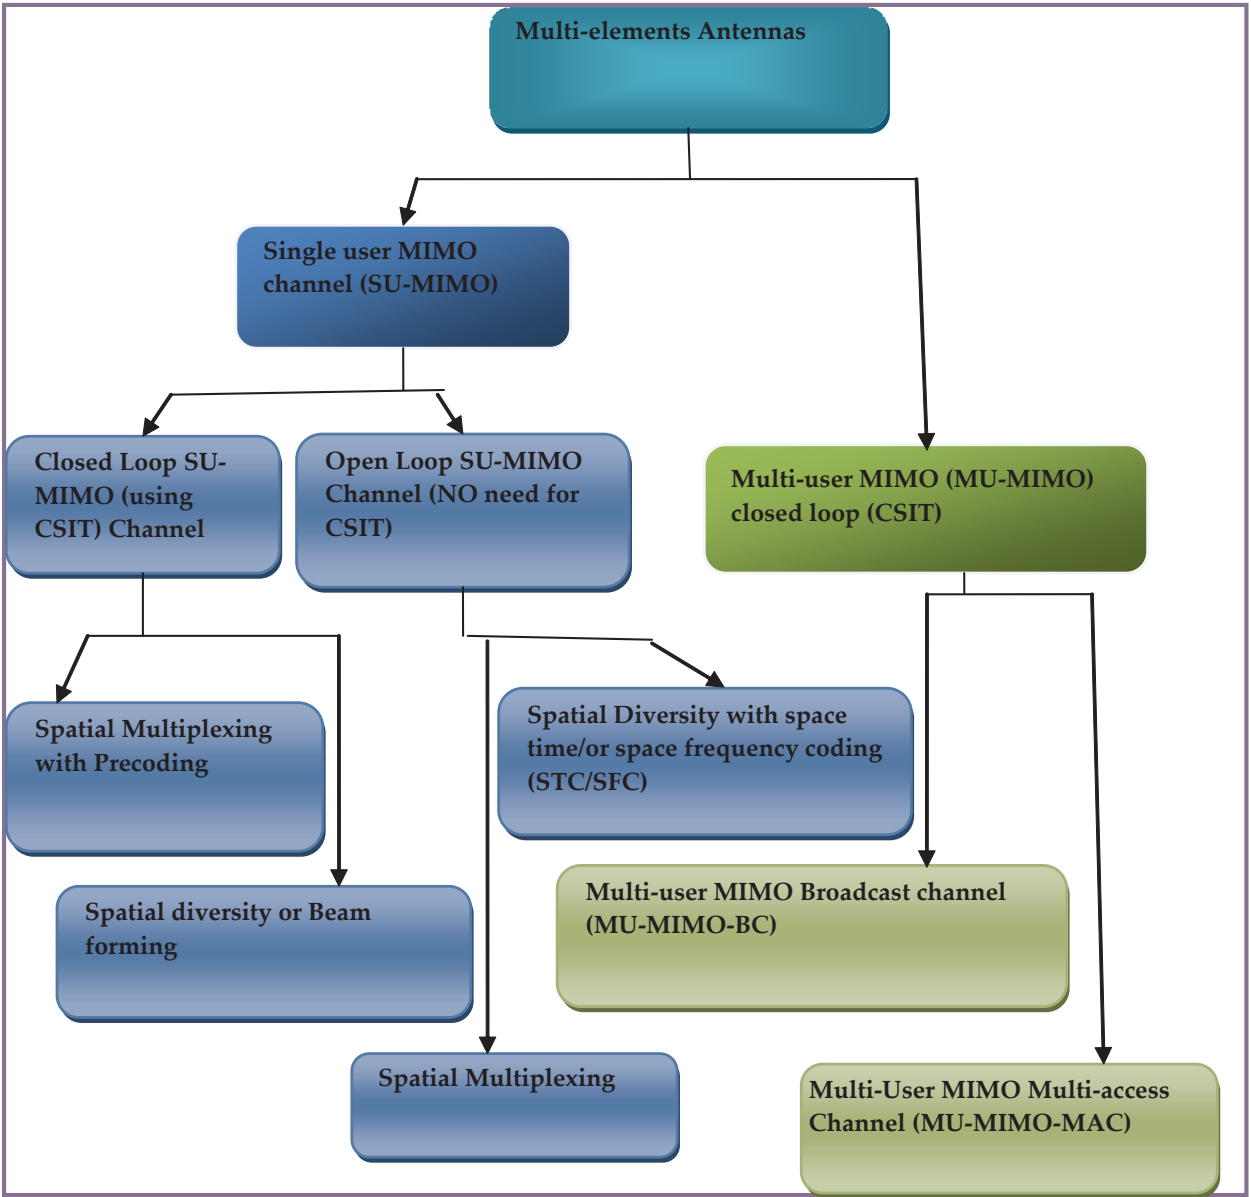 Multi-elements Antennas
Single user MIMO
channel (SU-MIMO)
Closed Loop SU-
MIMO (using
CSIT) Channel
Open Loop SU-MIMO
Channel (NO need for
CSIT)
Multi-user MIMO (MU-MIMO)
closed loop (CSIT)
Spatial Multiplexing
with Precoding
Spatial Diversity with space
time/or space frequency coding
(STC/SFC)
Spatial diversity or Beam
forming
Multi-user MIMO Broadcast channel
(MU-MIMO-BC)
Spatial Multiplexing
Multi-User MIMO Multi-access
Channel (MU-MIMO-MAC)